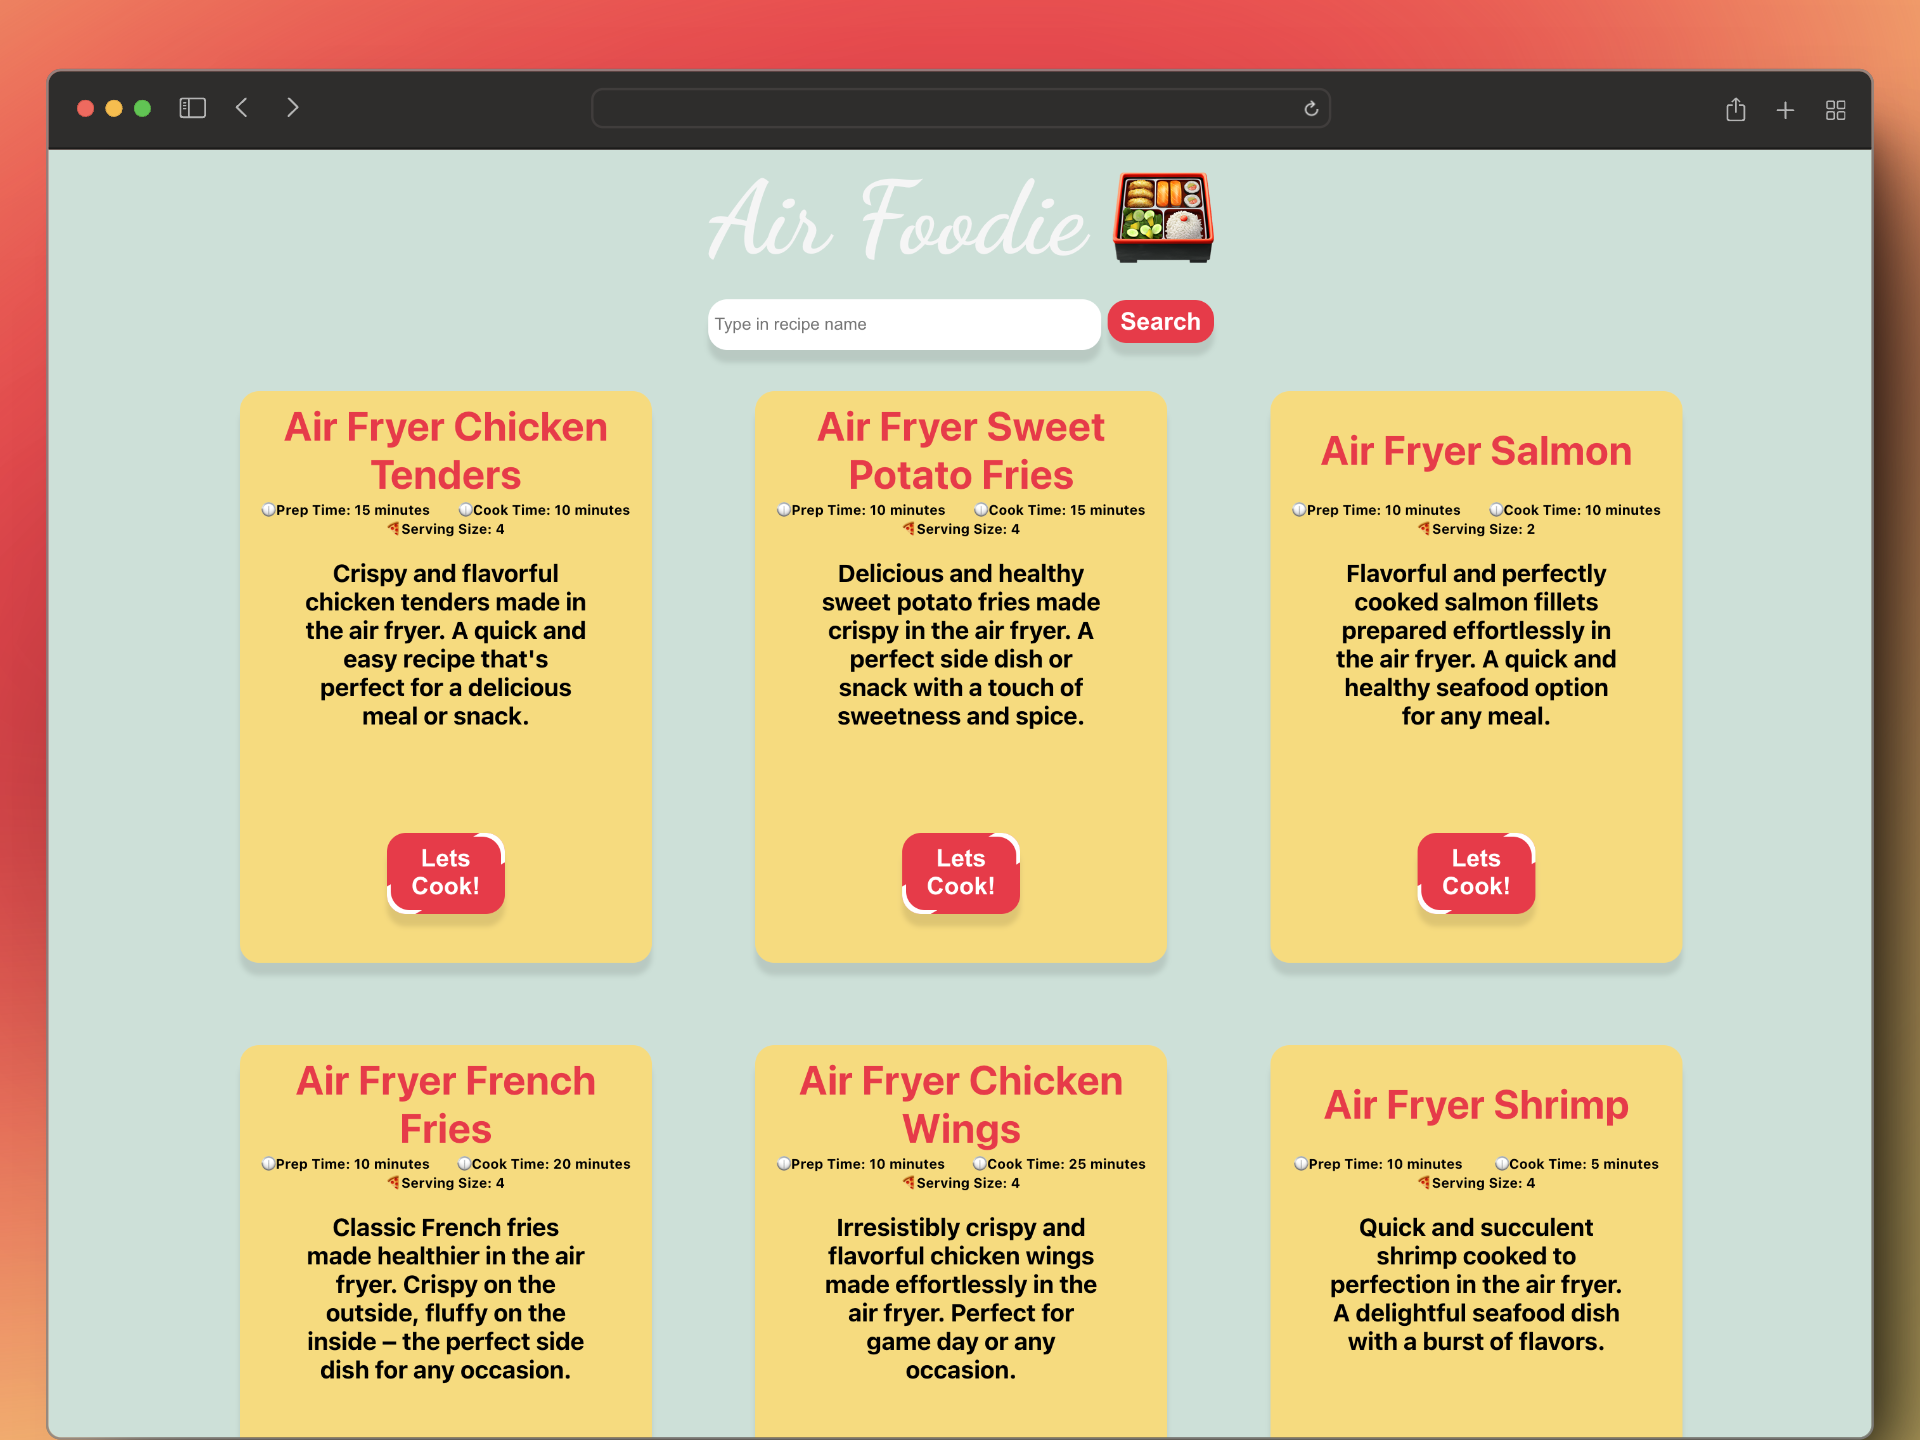 Air Foodie
Type in recipe name
Search
Air Fryer Chicken
Tenders
Prep Time: 15 minutes Cook Time: 10 minutes
Serving Size: 4
Crispy and flavorful
chicken tenders made in
the air fryer. A quick and
easy recipe that's
perfect for a delicious
meal or snack.
Lets
Cook!
Air Fryer Sweet
Potato Fries
Prep Time: 10 minutes Cook Time: 15 minutes
Serving Size: 4
Delicious and healthy
sweet potato fries made
crispy in the air fryer. A
perfect side dish or
snack with a touch of
sweetness and spice.
Lets
Cook!
Air Fryer Salmon
Prep Time: 10 minutes Cook Time: 10 minutes
Serving Size: 2
Flavorful and perfectly
cooked salmon fillets
prepared effortlessly in
the air fryer. A quick and
healthy seafood option
for any meal.
Lets
Cook!
Air Fryer French
Fries
Prep Time: 10 minutes Cook Time: 20 minutes
Serving Size: 4
Classic French fries
made healthier in the air
fryer. Crispy on the
outside, fluffy on the
inside – the perfect side
dish for any occasion.
Air Fryer Chicken
Wings
Prep Time: 10 minutes Cook Time: 25 minutes
Serving Size: 4
Irresistibly crispy and
flavorful chicken wings
made effortlessly in the
air fryer. Perfect for
game day or any
occasion.
Air Fryer Shrimp
Prep Time: 10 minutes Cook Time: 5 minutes
Serving Size: 4
Quick and succulent
shrimp cooked to
perfection in the air fryer.
A delightful seafood dish
with a burst of flavors.